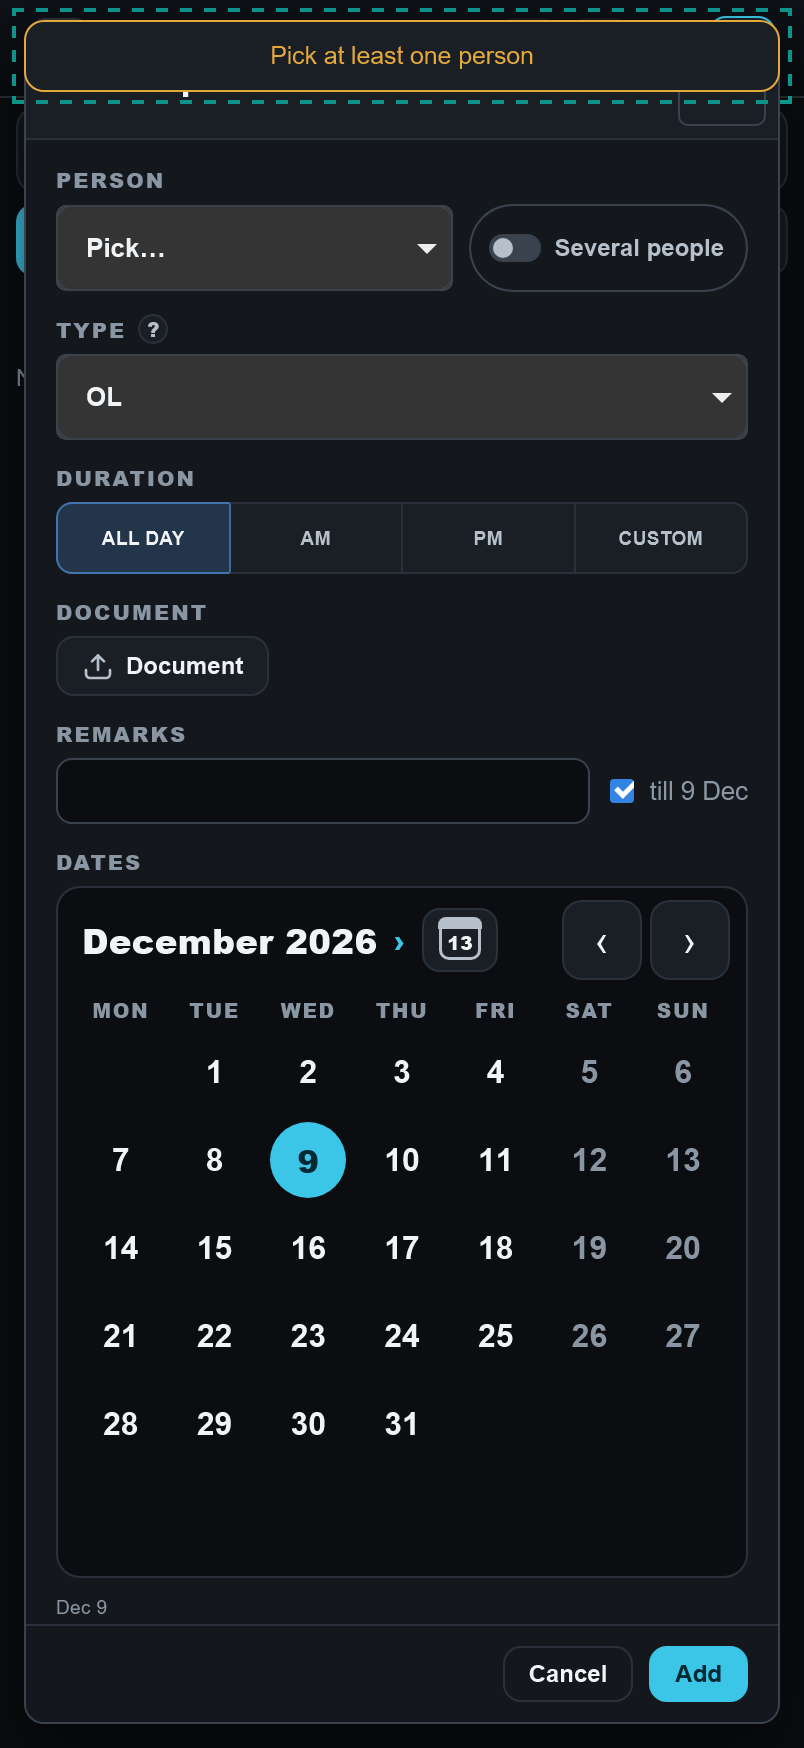 Pick at least one person
PERSON
Pick...
Several people
TYPE ?
OL
DURATION
ALL DAY AM PM CUSTOM
DOCUMENT
Document
REMARKS
till 9 Dec
DATES
December 2026 › 13 ‹ ›
MON TUE WED THU FRI SAT SUN
1 2 3 4 5 6
7 8 9 10 11 12 13
14 15 16 17 18 19 20
21 22 23 24 25 26 27
28 29 30 31
Dec 9
Cancel Add